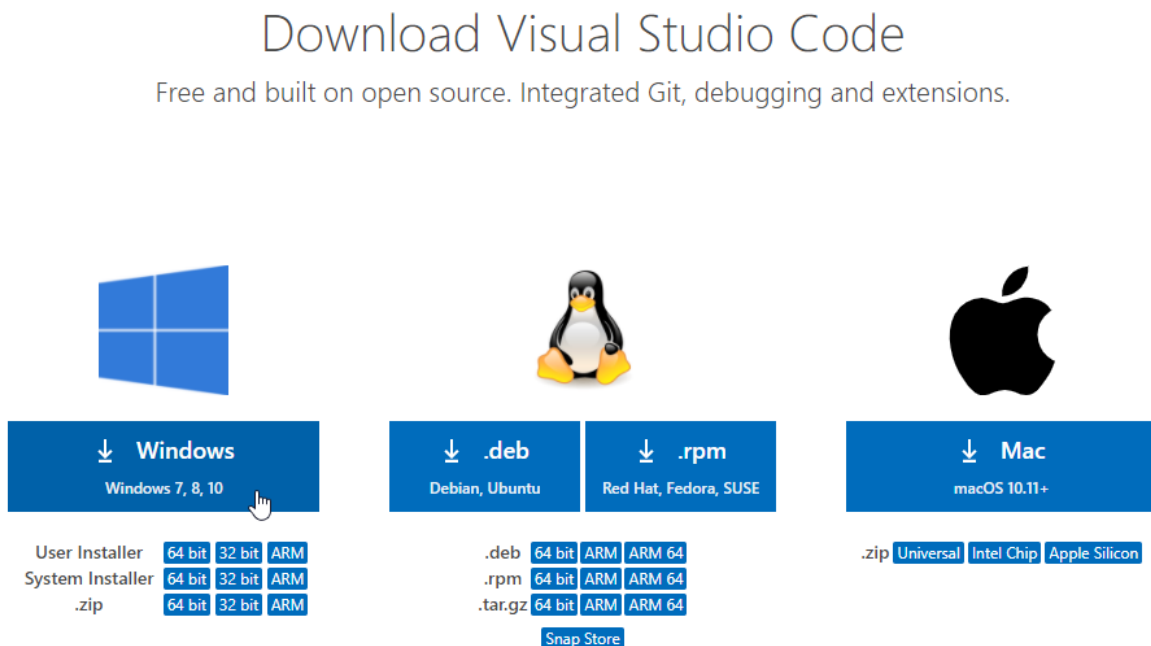 Download Visual Studio Code
Free and built on open source. Integrated Git, debugging and extensions.
Windows
Windows 7, 8, 10
User Installer 64 bit 32 bit ARM
System Installer 64 bit 32 bit ARM
.zip 64 bit 32 bit ARM
.deb
Debian, Ubuntu
.rpm
Red Hat, Fedora, SUSE
.deb 64 bit ARM ARM 64
.rpm 64 bit ARM ARM 64
.tar.gz 64 bit ARM ARM 64
Snap Store
Mac
macOS 10.11+
.zip Universal Intel Chip Apple Silicon